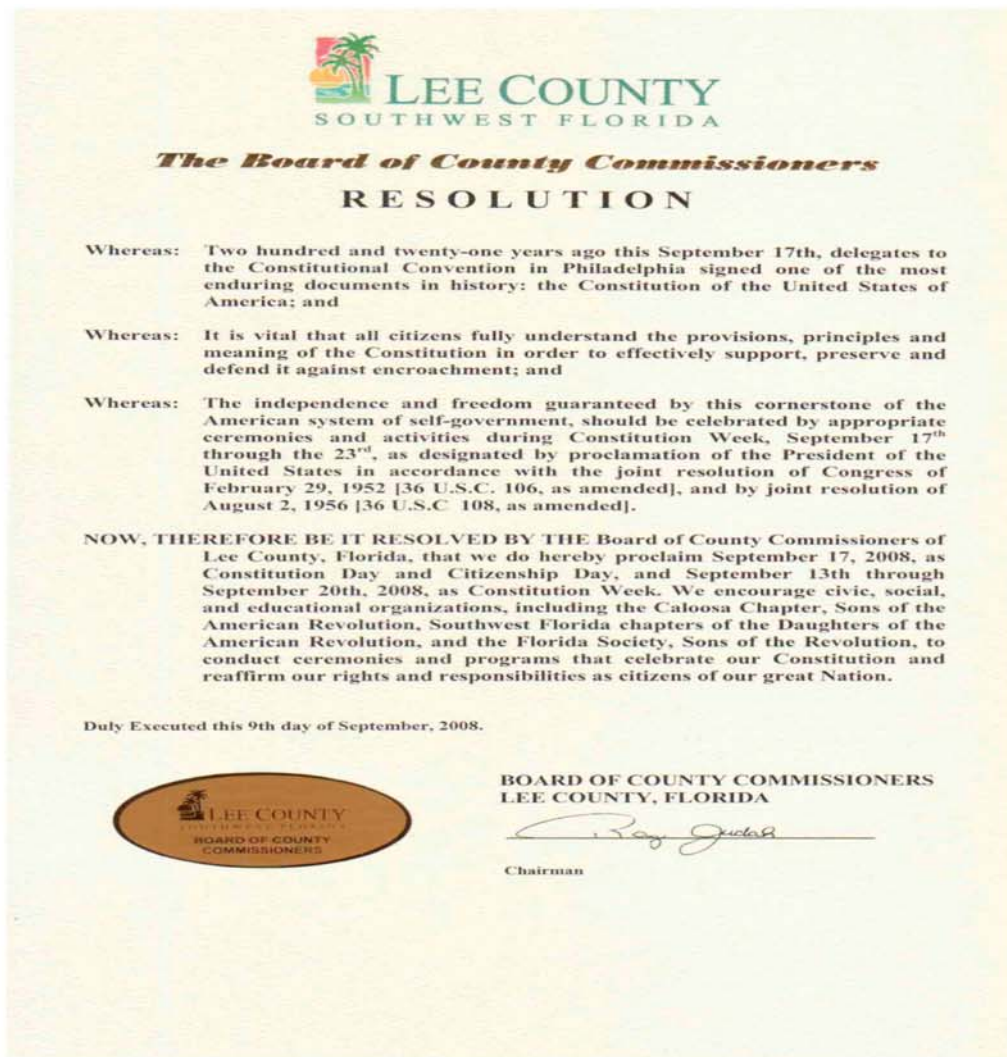 LEE COUNTY
SOUTHWEST FLORIDA
The Board of County Commissioners
RESOLUTION
Whereas: Two hundred and twenty-one years ago this September 17th, delegates to
the Constitutional Convention in Philadelphia signed one of the most
enduring documents in history: the Constitution of the United States of
America; and
Whereas: It is vital that all citizens fully understand the provisions, principles and
meaning of the Constitution in order to effectively support, preserve and
defend it against encroachment; and
Whereas: The independence and freedom guaranteed by this cornerstone of the
American system of self-government, should be celebrated by appropriate
ceremonies and activities during Constitution Week, September 17th
through the 23rd, as designated by proclamation of the President of the
United States in accordance with the joint resolution of Congress of
February 29, 1952 [36 U.S.C. 106, as amended], and by joint resolution of
August 2, 1956 [36 U.S.C 108, as amended].
NOW, THEREFORE BE IT RESOLVED BY THE Board of County Commissioners of
Lee County, Florida, that we do hereby proclaim September 17, 2008, as
Constitution Day and Citizenship Day, and September 13th through
September 20th, 2008, as Constitution Week. We encourage civic, social,
and educational organizations, including the Caloosa Chapter, Sons of the
American Revolution, Southwest Florida chapters of the Daughters of the
American Revolution, and the Florida Society, Sons of the Revolution, to
conduct ceremonies and programs that celebrate our Constitution and
reaffirm our rights and responsibilities as citizens of our great Nation.
Duly Executed this 9th day of September, 2008.
BOARD OF COUNTY COMMISSIONERS
LEE COUNTY, FLORIDA
Ray Judah
Chairman
LEE COUNTY
SOUTHWEST FLORIDA
BOARD OF COUNTY
COMMISSIONERS